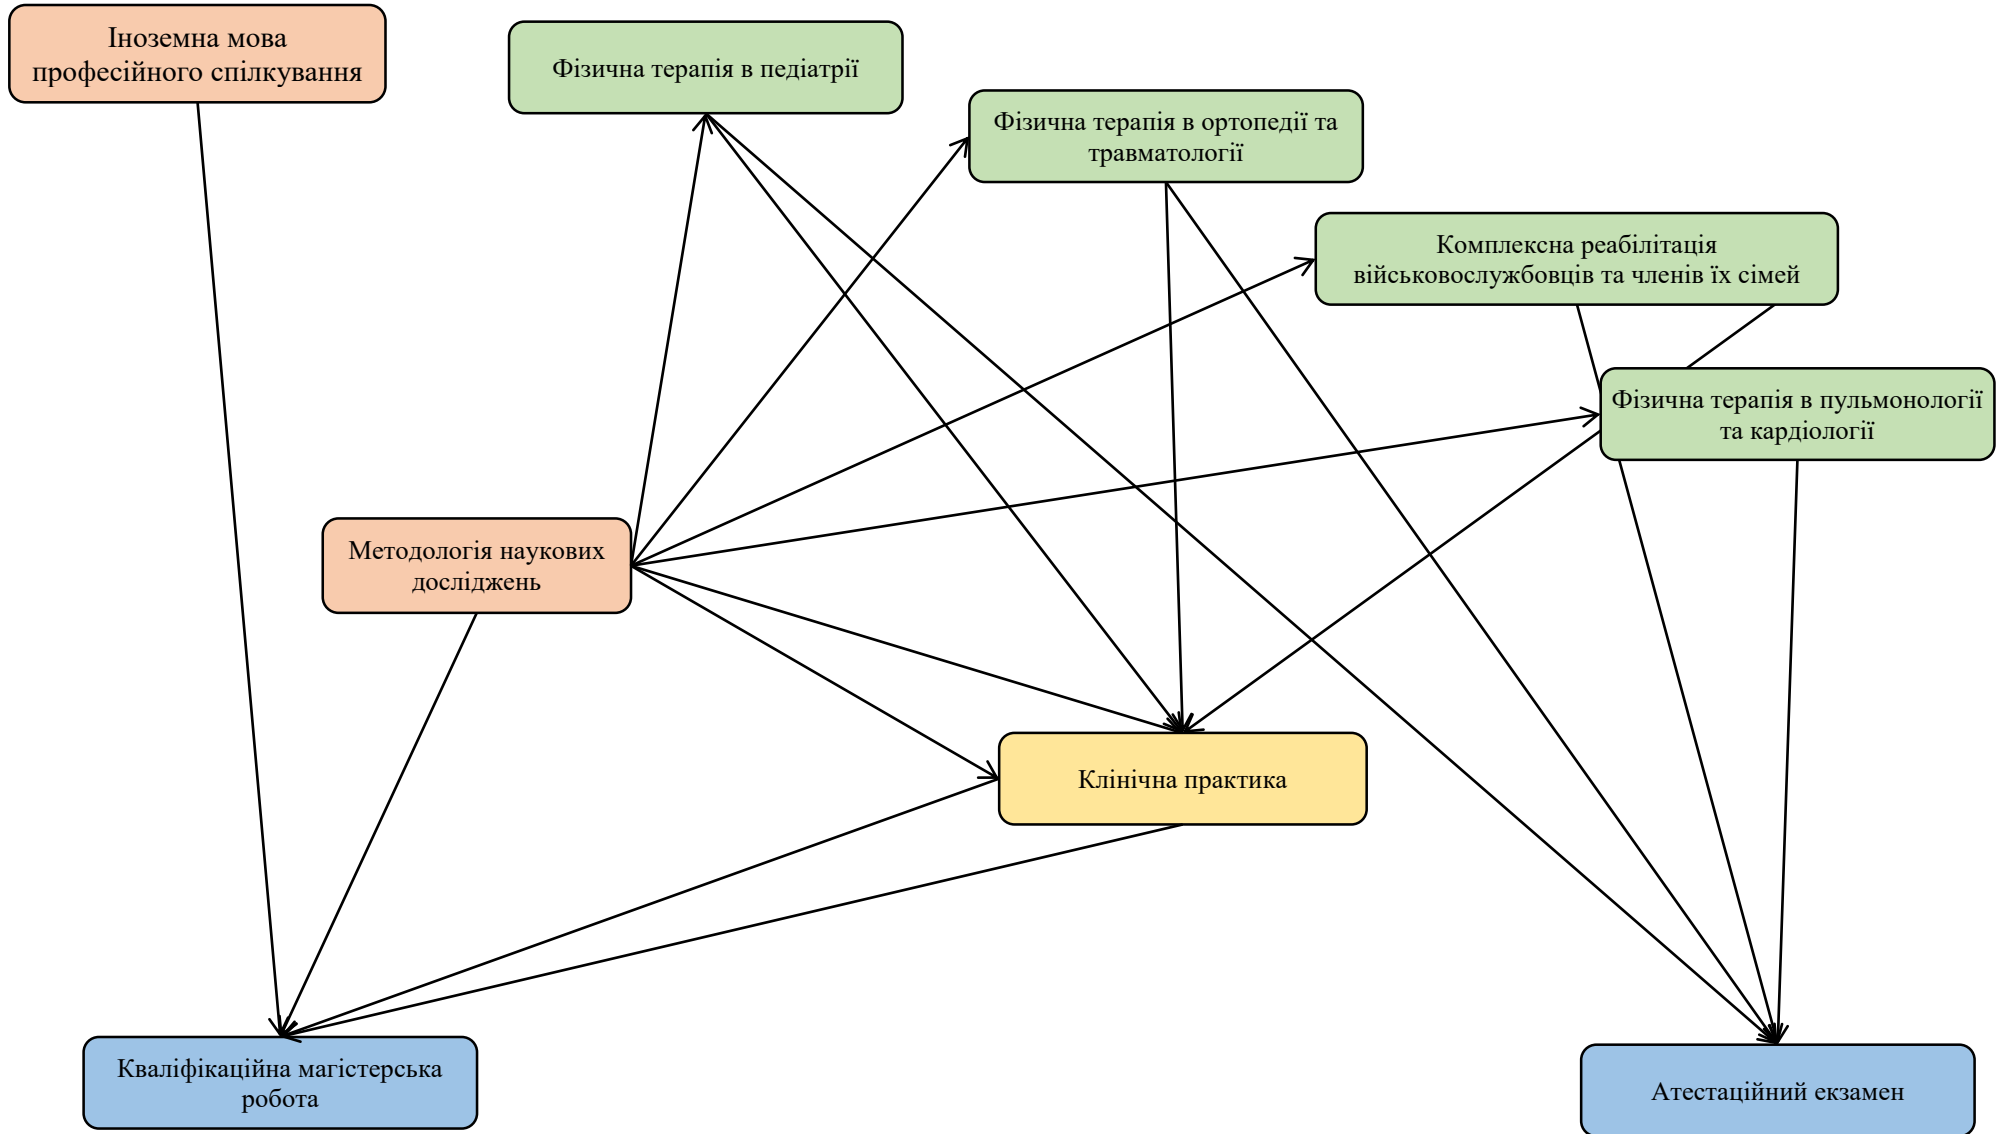 Іноземна мова
професійного спілкування
Фізична терапія в педіатрії
Фізична терапія в ортопедії та
травматології
Комплексна реабілітація
військовослужбовців та членів їх сімей
Фізична терапія в пульмонології
та кардіології
Методологія наукових
досліджень
Клінічна практика
Кваліфікаційна магістерська
робота
Атестаційний екзамен